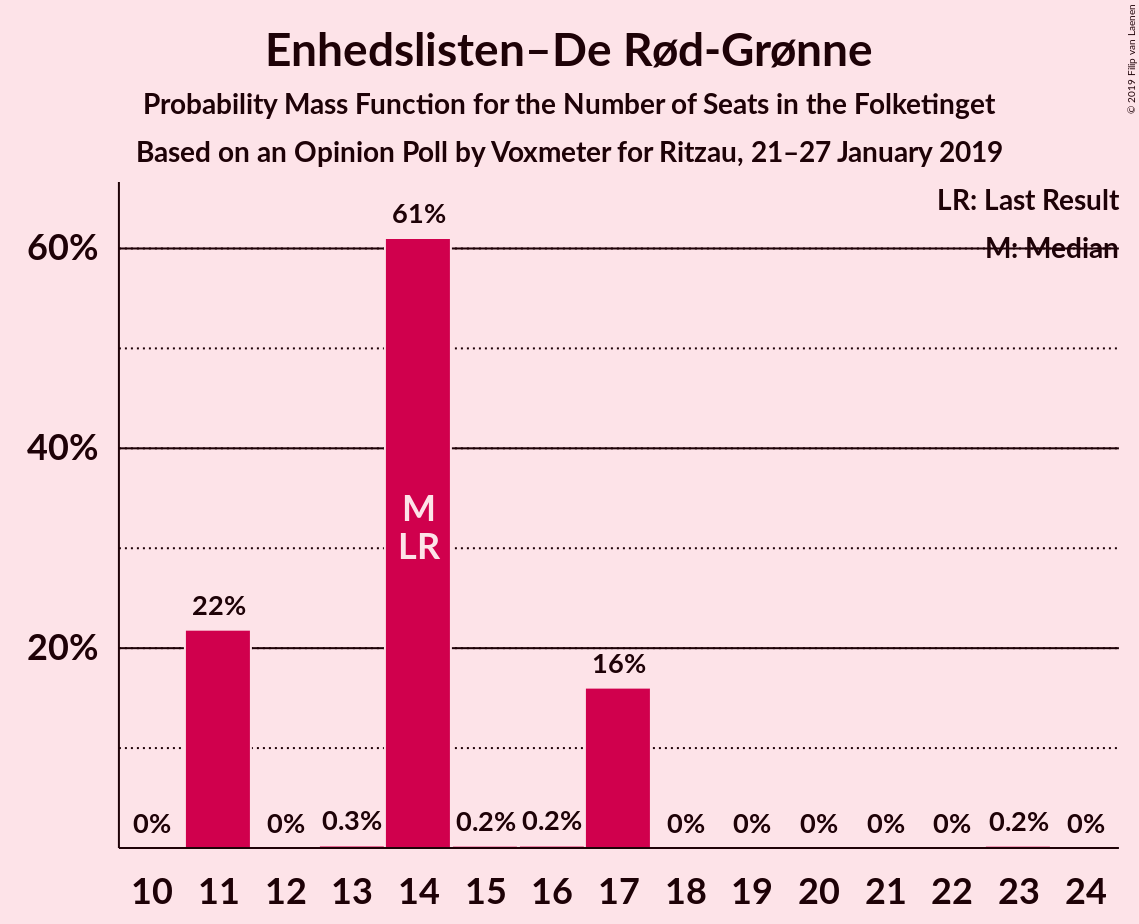 Enhedslisten–De Rød-Grønne
Probability Mass Function for the Number of Seats in the Folketinget
Based on an Opinion Poll by Voxmeter for Ritzau, 21–27 January 2019
© 2019 Filip van Laenen
LR: Last Result
M: Median
60%
40%
20%
0%
22%
0%
0.3%
61%
M
LR
0.2%
0.2%
16%
0%
0%
0%
0%
0%
0.2%
0%
10 11 12 13 14 15 16 17 18 19 20 21 22 23 24